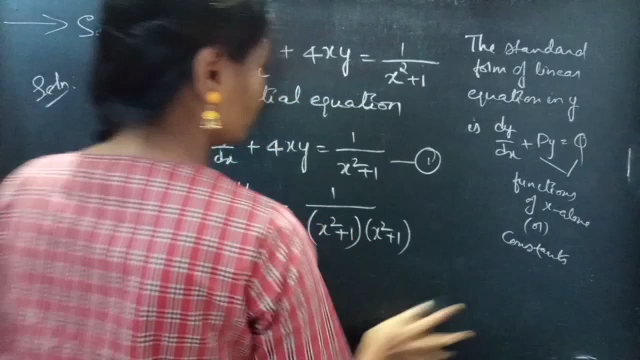 → S
+ 4xy = 1/(x²+1)
Soln:
tial equation
dx + 4xy = 1/(x²+1) — ①
= 1/((x²+1)(x²+1))
The standard
form of linear
equation in y
is dy/dx + Py = Q
functions
of x-alone
(or)
Constants